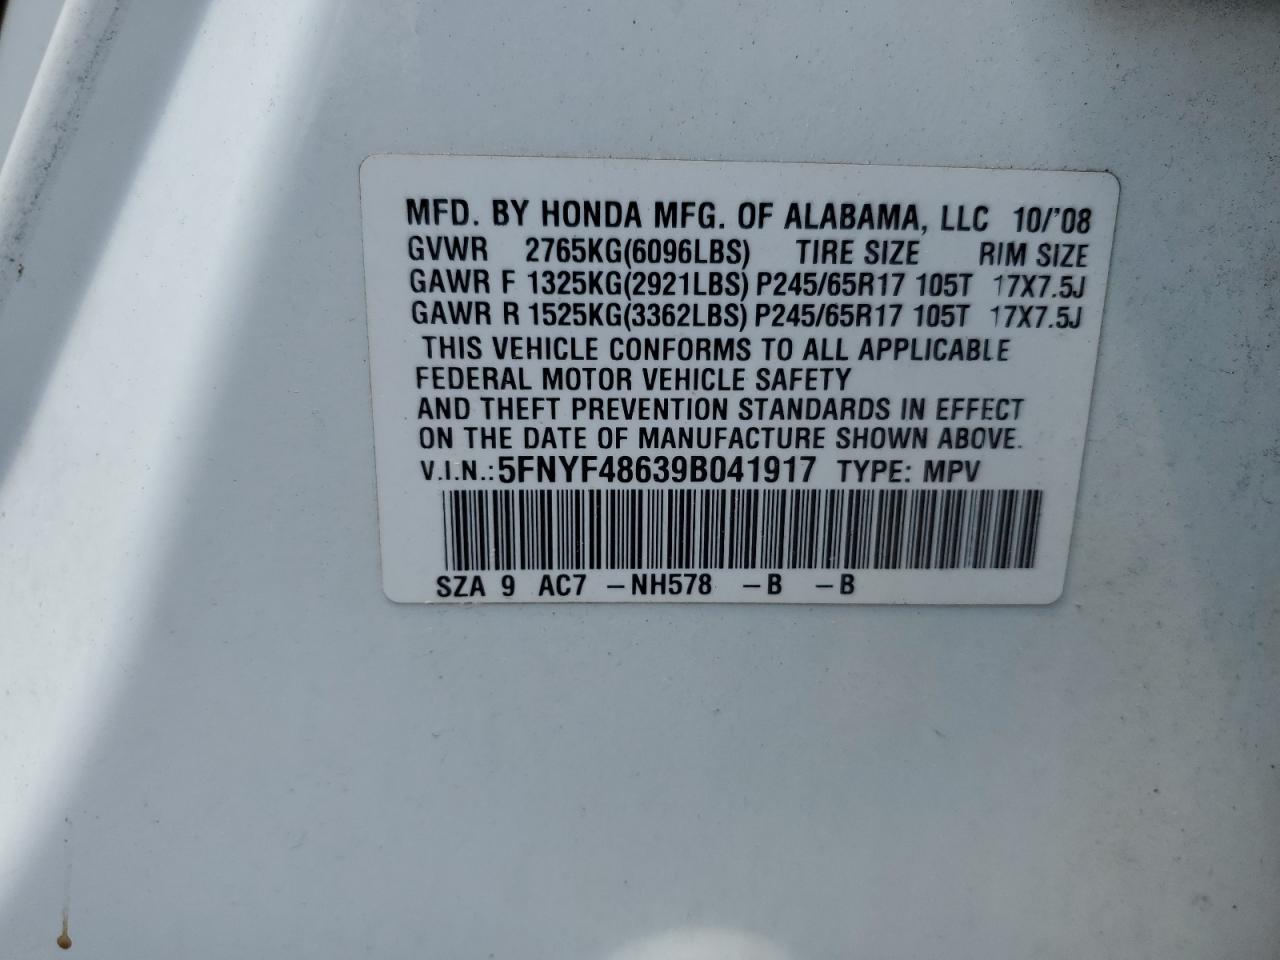 MFD. BY HONDA MFG. OF ALABAMA, LLC 10/'08
GVWR 2765KG(6096LBS) TIRE SIZE RIM SIZE
GAWR F 1325KG(2921LBS) P245/65R17 105T 17X7.5J
GAWR R 1525KG(3362LBS) P245/65R17 105T 17X7.5J
THIS VEHICLE CONFORMS TO ALL APPLICABLE
FEDERAL MOTOR VEHICLE SAFETY
AND THEFT PREVENTION STANDARDS IN EFFECT
ON THE DATE OF MANUFACTURE SHOWN ABOVE.
V.I.N.: 5FNYF48639B041917 TYPE: MPV
SZA 9 AC7 –NH578 –B –B